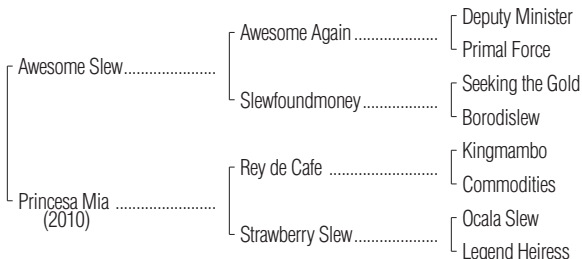 Deputy Minister
Awesome Again ..................
Primal Force
Awesome Slew......................
Seeking the Gold
Slewfoundmoney................
Borodislew
Kingmambo
Rey de Cafe .......................
Commodities
Princesa Mia ........................
(2010)
Ocala Slew
Strawberry Slew..................
Legend Heiress